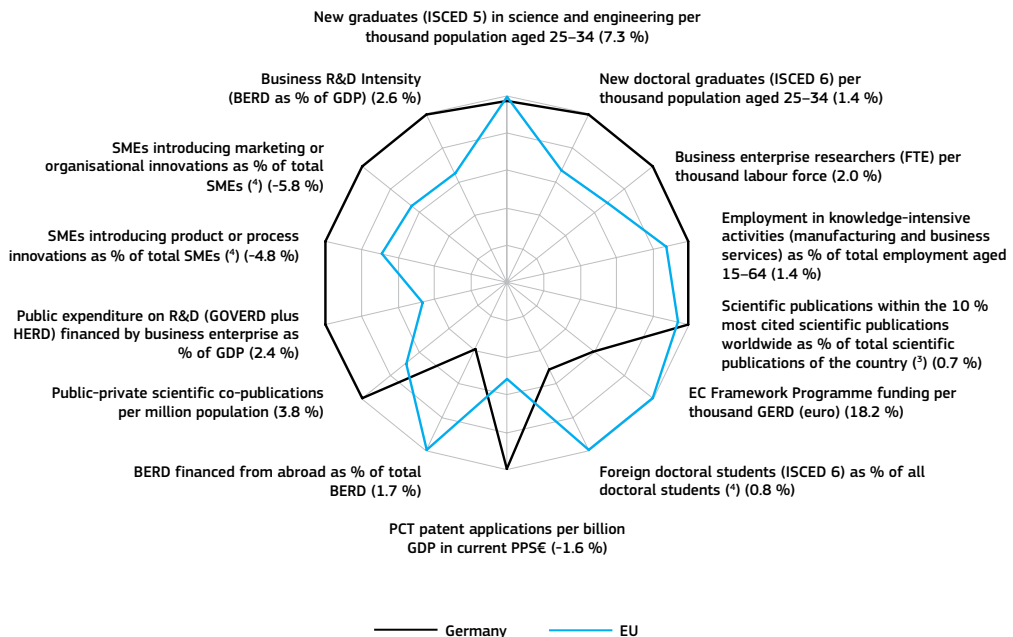 New graduates (ISCED 5) in science and engineering per
thousand population aged 25–34 (7.3 %)
Business R&D Intensity
(BERD as % of GDP) (2.6 %)
New doctoral graduates (ISCED 6) per
thousand population aged 25–34 (1.4 %)
SMEs introducing marketing or
organisational innovations as % of total
SMEs (⁴) (-5.8 %)
Business enterprise researchers (FTE) per
thousand labour force (2.0 %)
SMEs introducing product or process
innovations as % of total SMEs (⁴) (-4.8 %)
Employment in knowledge-intensive
activities (manufacturing and business
services) as % of total employment aged
15–64 (1.4 %)
Public expenditure on R&D (GOVERD plus
HERD) financed by business enterprise as
% of GDP (2.4 %)
Scientific publications within the 10 %
most cited scientific publications
worldwide as % of total scientific
publications of the country (³) (0.7 %)
Public-private scientific co-publications
per million population (3.8 %)
EC Framework Programme funding per
thousand GERD (euro) (18.2 %)
BERD financed from abroad as % of total
BERD (1.7 %)
Foreign doctoral students (ISCED 6) as % of all
doctoral students (⁴) (0.8 %)
PCT patent applications per billion
GDP in current PPS€ (-1.6 %)
Germany
EU